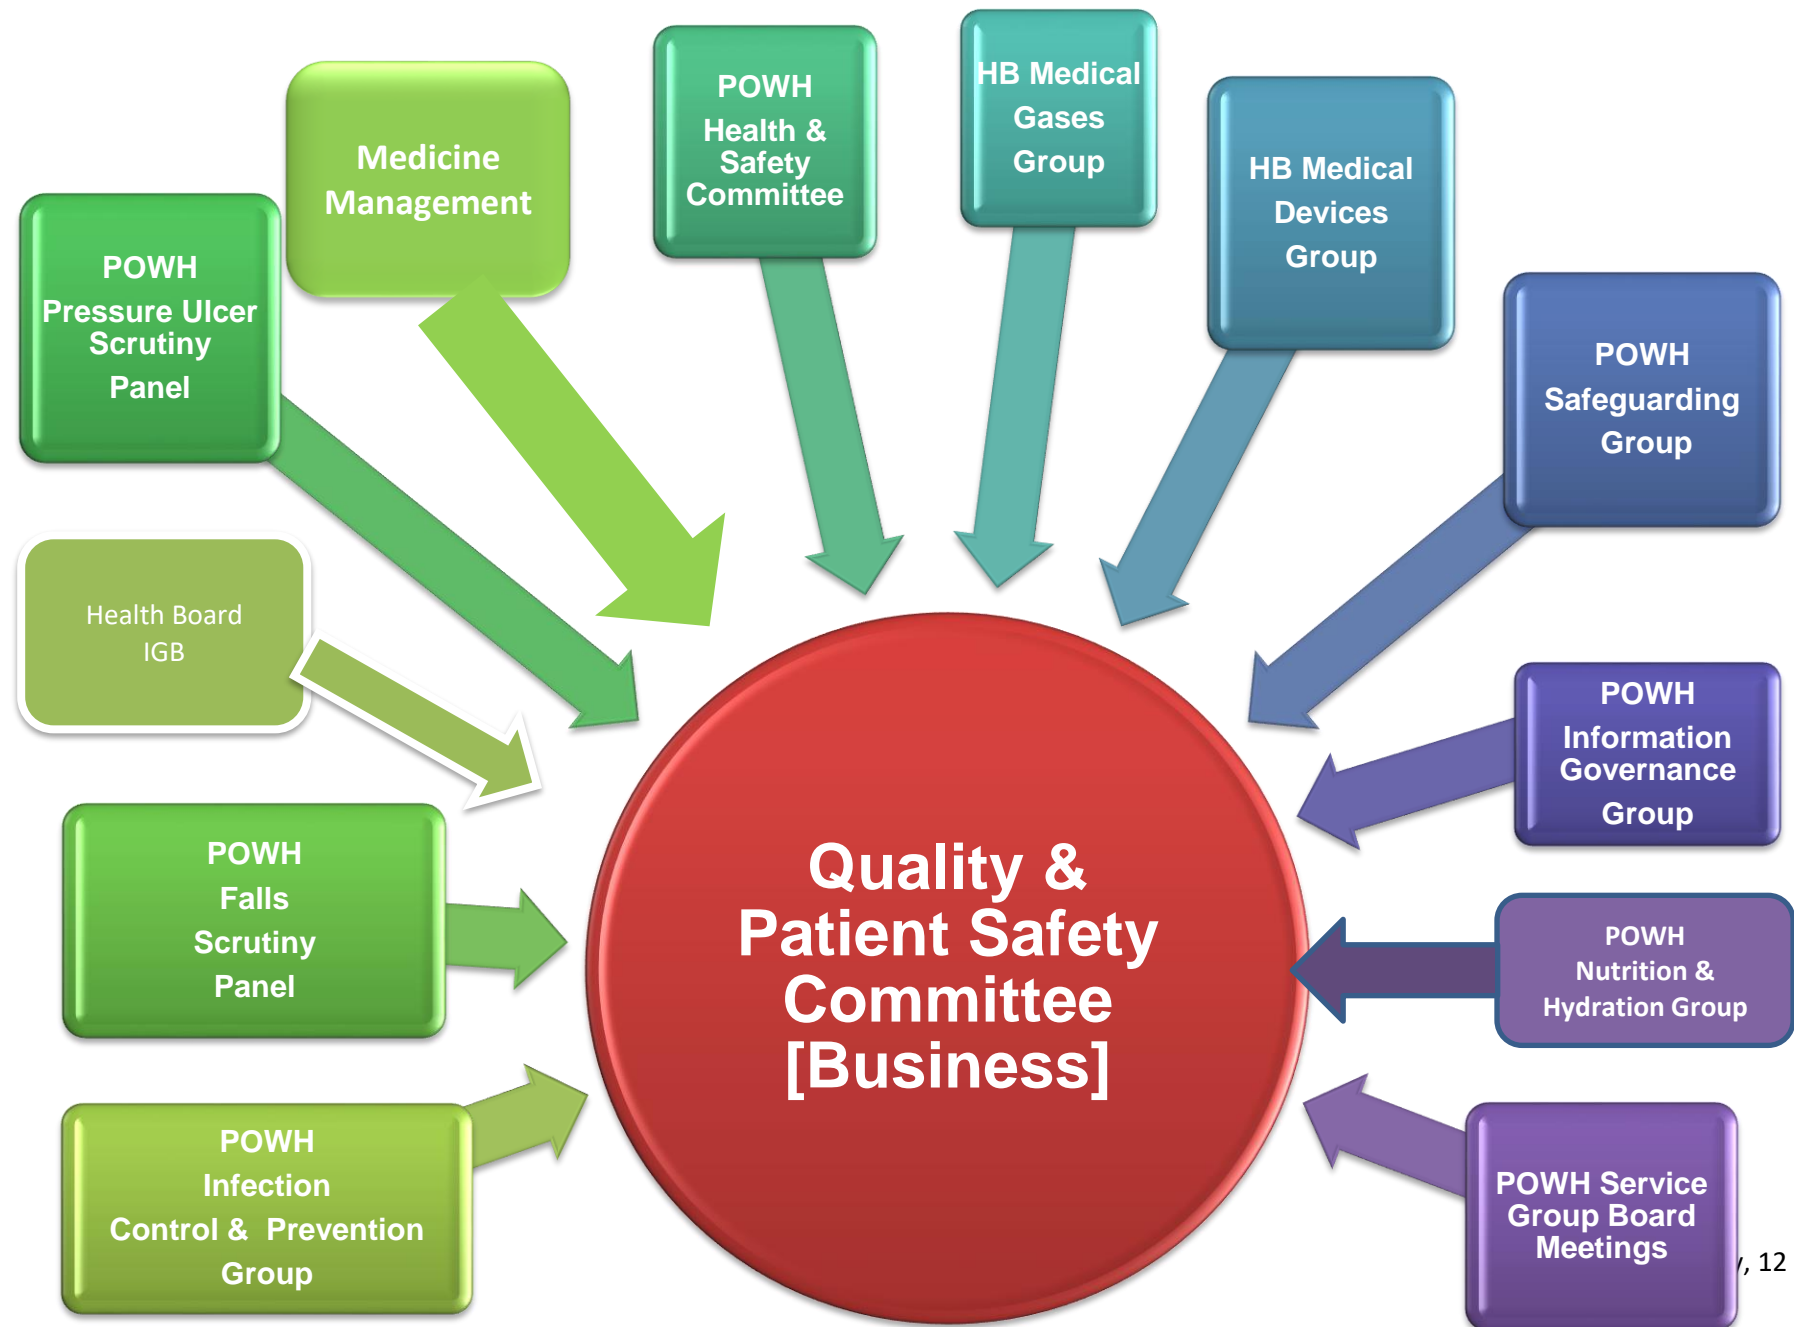 POWH
Health &
Safety
Committee
HB Medical
Gases
Group
Medicine
Management
HB Medical
Devices
Group
POWH
Pressure Ulcer
Scrutiny
Panel
POWH
Safeguarding
Group
Health Board
IGB
POWH
Information
Governance
Group
POWH
Falls
Scrutiny
Panel
Quality &
Patient Safety
Committee
[Business]
POWH
Nutrition &
Hydration Group
POWH
Infection
Control &  Prevention
Group
POWH Service
Group Board
Meetings
, 12